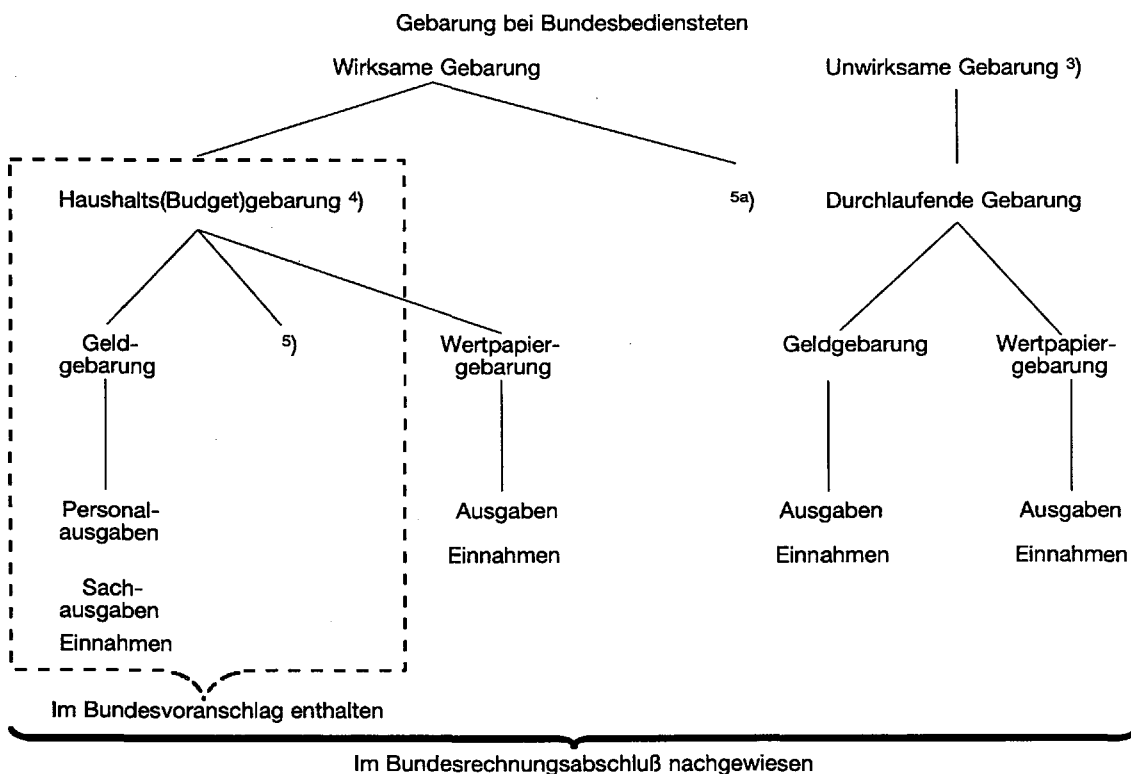 Gebarung bei Bundesbediensteten
Wirksame Gebarung
Unwirksame Gebarung ³)
Haushalts(Budget)gebarung ⁴)
⁵ᵃ)
Durchlaufende Gebarung
Geld-
gebarung
⁵)
Wertpapier-
gebarung
Geldgebarung
Wertpapier-
gebarung
Personal-
ausgaben
Sach-
ausgaben
Einnahmen
Ausgaben
Einnahmen
Ausgaben
Einnahmen
Ausgaben
Einnahmen
Im Bundesvoranschlag enthalten
Im Bundesrechnungsabschluß nachgewiesen